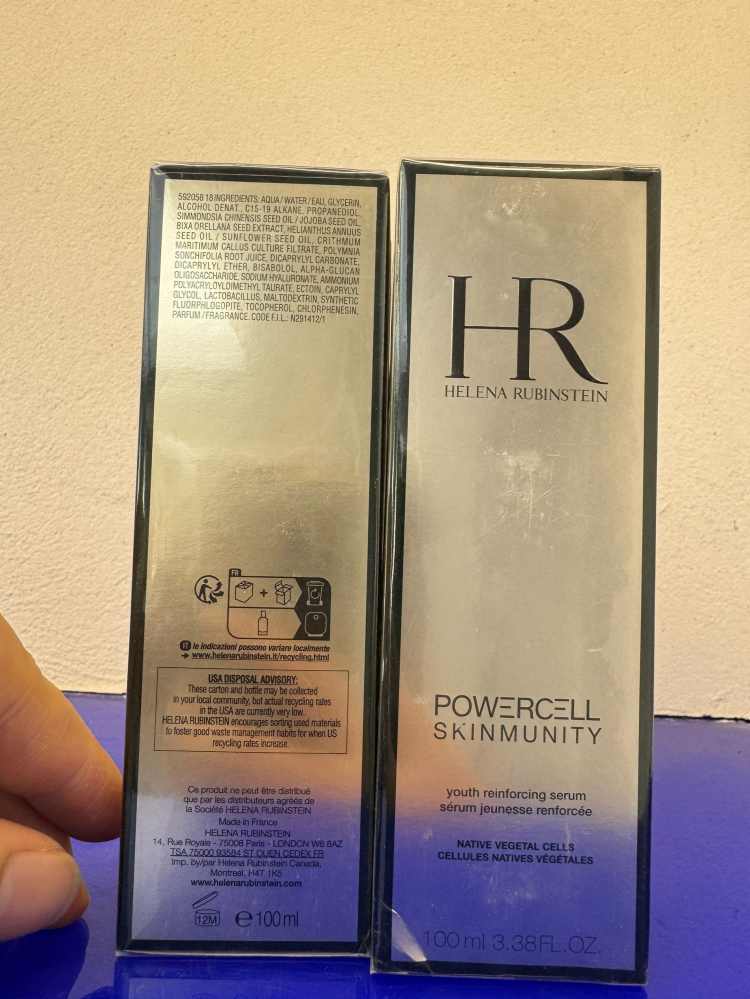 5920581 18 INGREDIENTS: AQUA / WATER / EAU, GLYCERIN,
ALCOHOL DENAT., C15-19 ALKANE, PROPANEDIOL,
SIMMONDSIA CHINENSIS SEED OIL / JOJOBA SEED OIL,
BIXA ORELLANA SEED EXTRACT, HELIANTHUS ANNUUS
SEED OIL / SUNFLOWER SEED OIL, CRITHMUM
MARITIMUM CALLUS CULTURE FILTRATE, POLYMNIA
SONCHIFOLIA ROOT JUICE, DICAPRYLYL CARBONATE,
DICAPRYLYL ETHER, BISABOLOL, ALPHA-GLUCAN
OLIGOSACCHARIDE, SODIUM HYALURONATE, AMMONIUM
POLYACRYLOYLDIMETHYL TAURATE, ECTOIN, CAPRYLYL
GLYCOL, LACTOBACILLUS, MALTODEXTRIN, SYNTHETIC
FLUORPHLOGOPITE, TOCOPHEROL, CHLORPHENESIN,
PARFUM / FRAGRANCE. CODE F.I.L.: N291412/1
FR
+
IT le indicazioni possono variare localmente
➔ www.helenarubinstein.it/recycling.html
USA DISPOSAL ADVISORY:
These carton and bottle may be collected
in your local community, but actual recycling rates
in the USA are currently very low.
HELENA RUBINSTEIN encourages sorting used materials
to foster good waste management habits for when US
recycling rates increase.
Ce produit ne peut être distribué
que par les distributeurs agréés de
la Société HELENA RUBINSTEIN
Made in France
HELENA RUBINSTEIN
14, Rue Royale - 75008 Paris - LONDON W6 8AZ
TSA 75000 93584 ST OUEN CEDEX FR
Imp. by/par Helena Rubinstein Canada,
Montreal, H4T 1K5
www.helenarubinstein.com
12M
e 100 ml
HR
HELENA RUBINSTEIN
POWERCELL
SKINMUNITY
youth reinforcing serum
sérum jeunesse renforcée
NATIVE VEGETAL CELLS
CELLULES NATIVES VÉGÉTALES
100 ml 3.38FL.OZ.